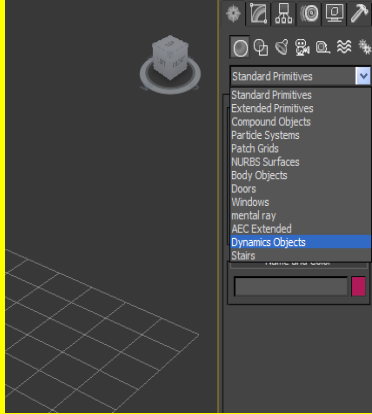 Standard Primitives
Standard Primitives
Extended Primitives
Compound Objects
Particle Systems
Patch Grids
NURBS Surfaces
Body Objects
Doors
Windows
mental ray
AEC Extended
Dynamics Objects
Stairs
Name and Color